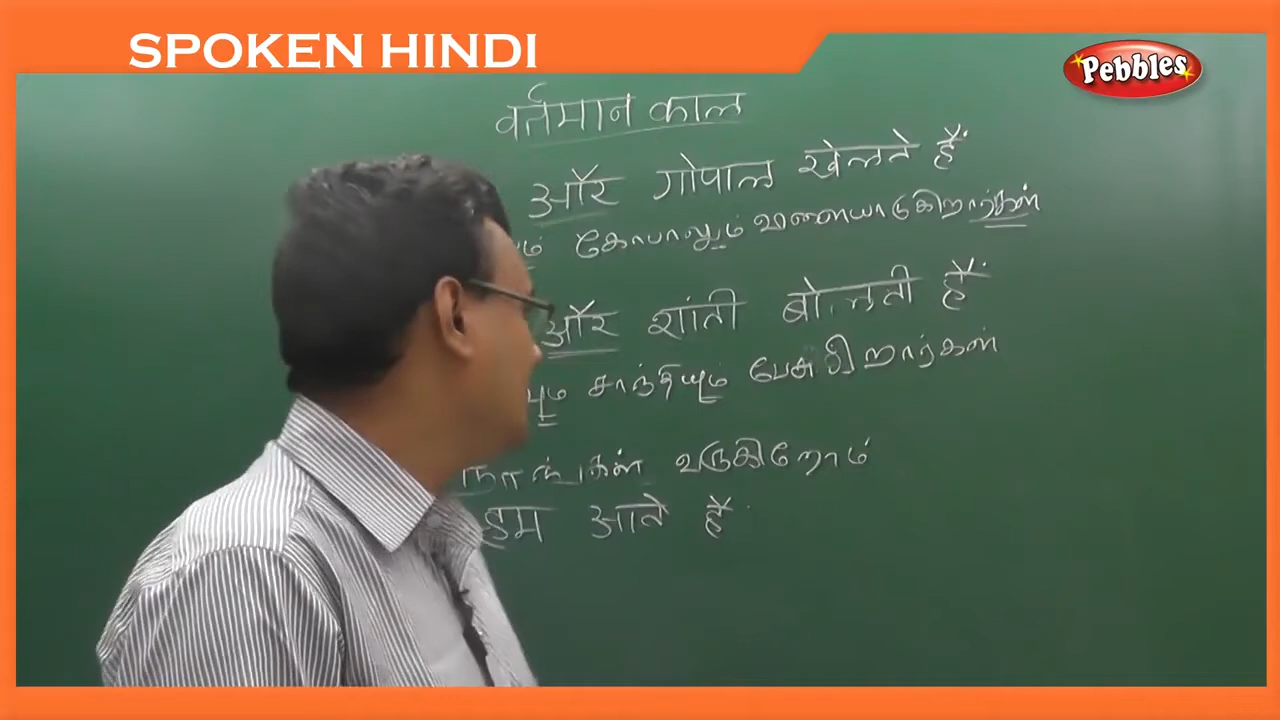 SPOKEN HINDI
Pebbles
वर्तमान काल
और गोपाल खेलते हैं
கோபாலும் விளையாடுகிறார்கள்
और शांती बोलती हैं
சாந்தியும் பேசுகிறார்கள்
நாங்கள் வருகிறோம்
हम आते हैं